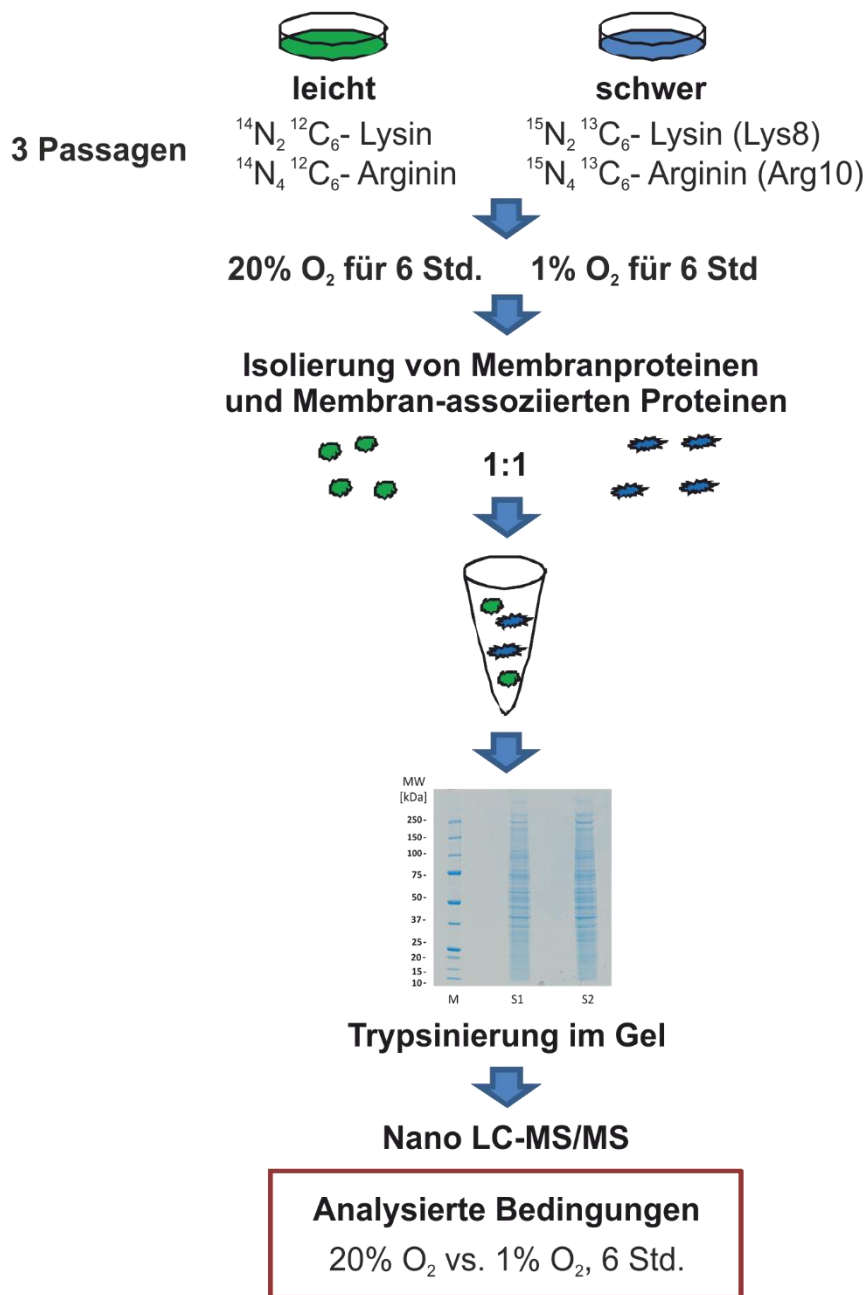 leicht schwer
3 Passagen
¹⁴N₂ ¹²C₆- Lysin ¹⁵N₂ ¹³C₆- Lysin (Lys8)
¹⁴N₄ ¹²C₆- Arginin ¹⁵N₄ ¹³C₆- Arginin (Arg10)
20% O₂ für 6 Std. 1% O₂ für 6 Std
Isolierung von Membranproteinen
und Membran-assoziierten Proteinen
1:1
MW
[kDa]
250-
150-
100-
75-
50-
37-
25-
20-
15-
10-
M S1 S2
Trypsinierung im Gel
Nano LC-MS/MS
Analysierte Bedingungen
20% O₂ vs. 1% O₂, 6 Std.